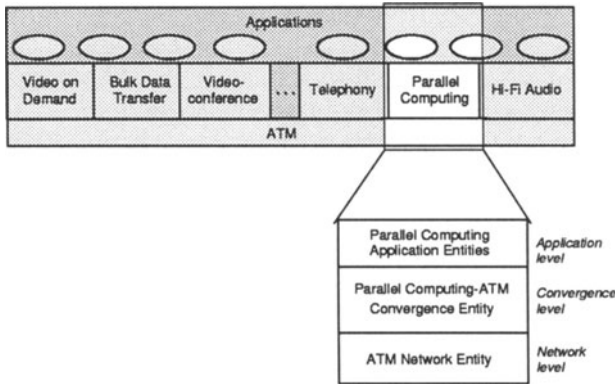 Applications
Video on
Demand
Bulk Data
Transfer
Video-
conference
...
Telephony
Parallel
Computing
Hi-Fi Audio
ATM
Parallel Computing
Application Entities
Application
level
Parallel Computing-ATM
Convergence Entity
Convergence
level
ATM Network Entity
Network
level